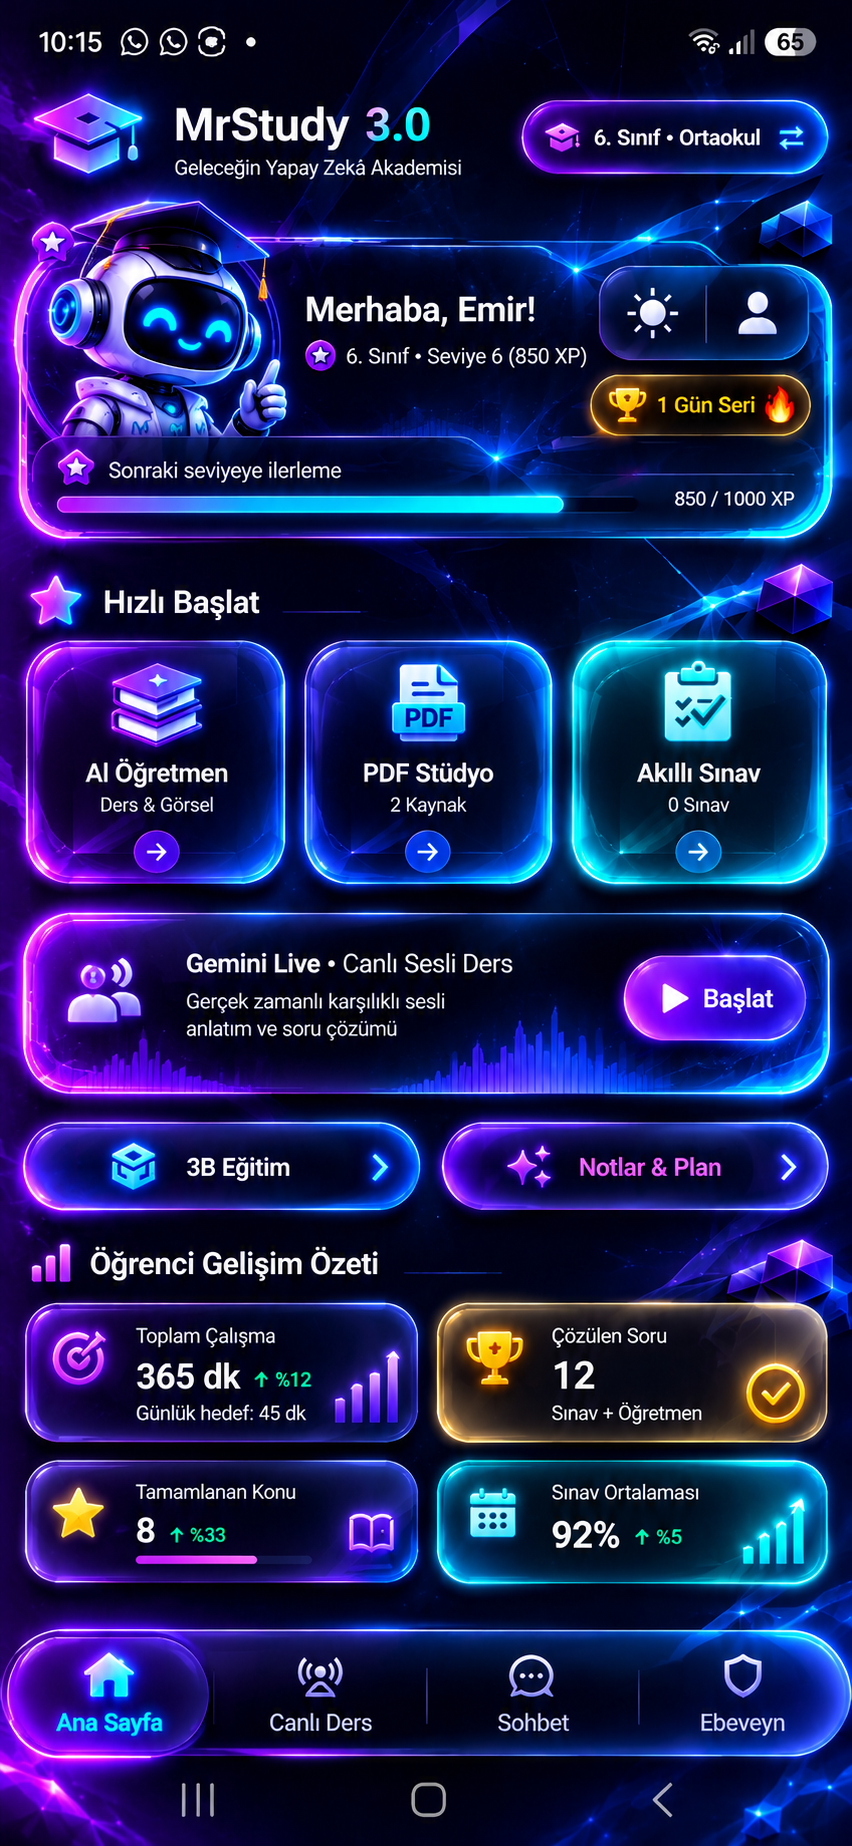 10:15
65
MrStudy 3.0
Geleceğin Yapay Zekâ Akademisi
6. Sınıf • Ortaokul
Merhaba, Emir!
6. Sınıf • Seviye 6 (850 XP)
1 Gün Seri
Sonraki seviyeye ilerleme
850 / 1000 XP
Hızlı Başlat
AI Öğretmen
Ders & Görsel
PDF
PDF Stüdyo
2 Kaynak
Akıllı Sınav
0 Sınav
Gemini Live • Canlı Sesli Ders
Gerçek zamanlı karşılıklı sesli
anlatım ve soru çözümü
Başlat
3B Eğitim
Notlar & Plan
Öğrenci Gelişim Özeti
Toplam Çalışma
365 dk ↑ %12
Günlük hedef: 45 dk
Çözülen Soru
12
Sınav + Öğretmen
Tamamlanan Konu
8 ↑ %33
Sınav Ortalaması
92% ↑ %5
Ana Sayfa
Canlı Ders
Sohbet
Ebeveyn